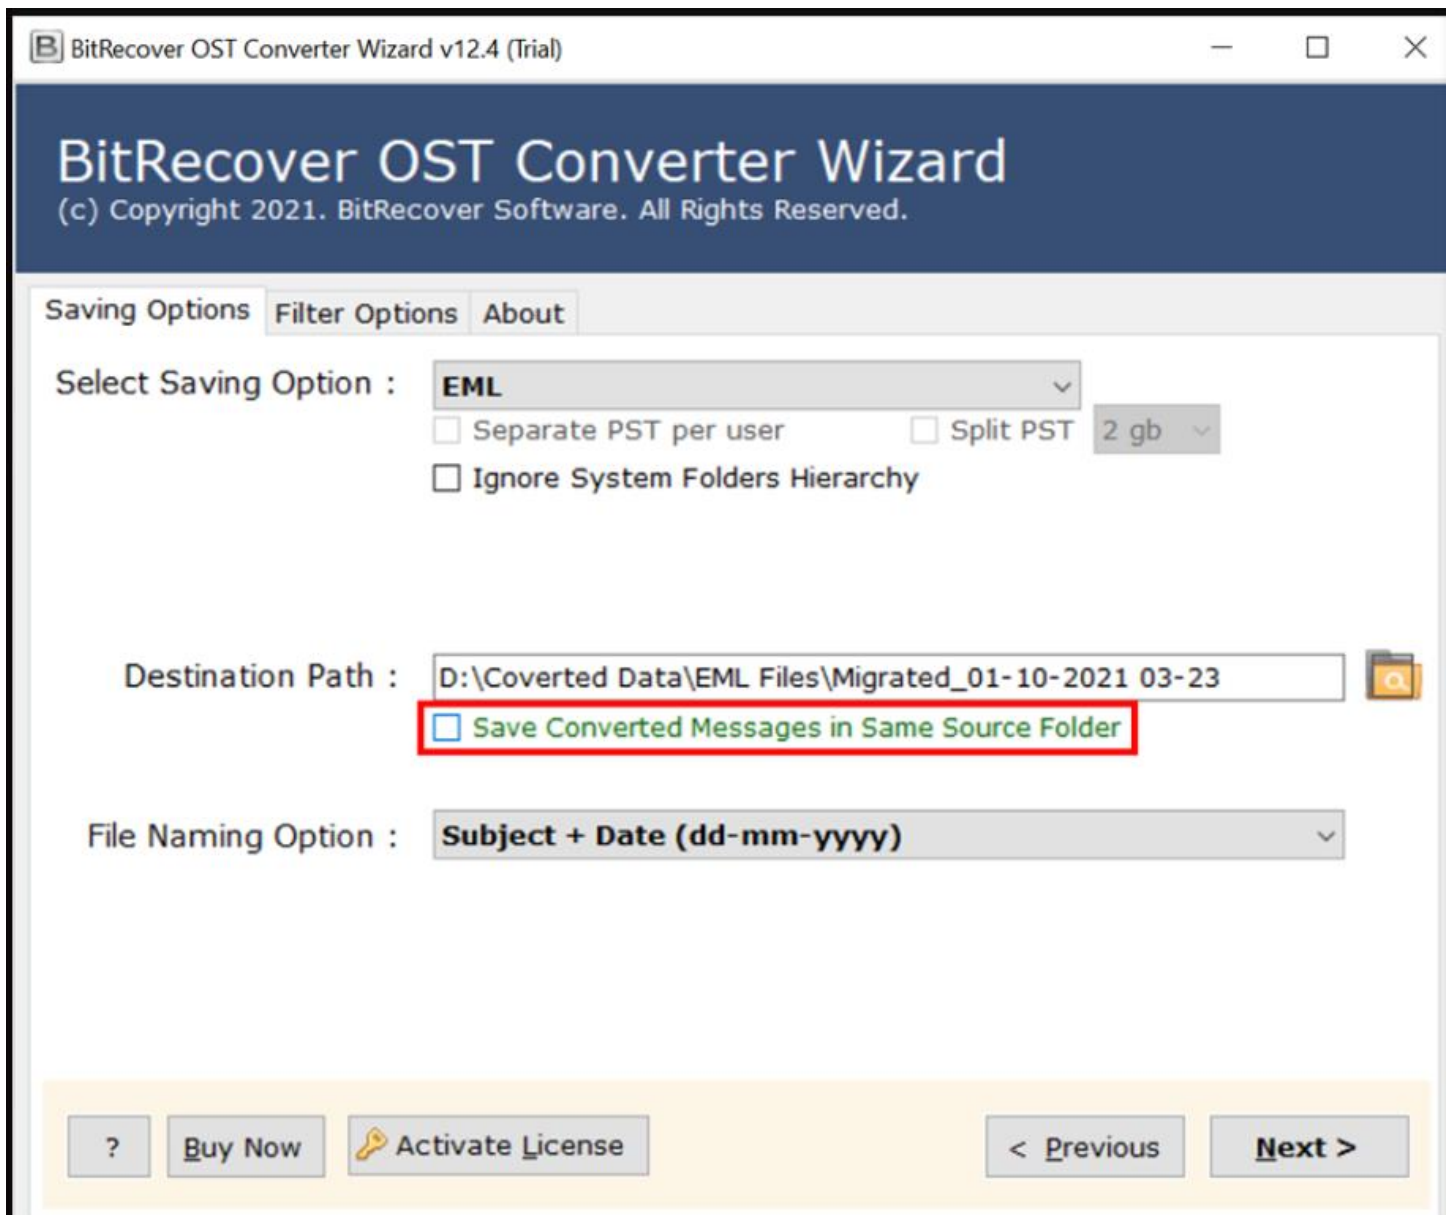 BitRecover OST Converter Wizard v12.4 (Trial)
BitRecover OST Converter Wizard
(c) Copyright 2021. BitRecover Software. All Rights Reserved.
Saving Options Filter Options About
Select Saving Option : EML
Separate PST per user Split PST 2 gb
Ignore System Folders Hierarchy
Destination Path : D:\Coverted Data\EML Files\Migrated_01-10-2021 03-23
Save Converted Messages in Same Source Folder
File Naming Option : Subject + Date (dd-mm-yyyy)
? Buy Now Activate License < Previous Next >